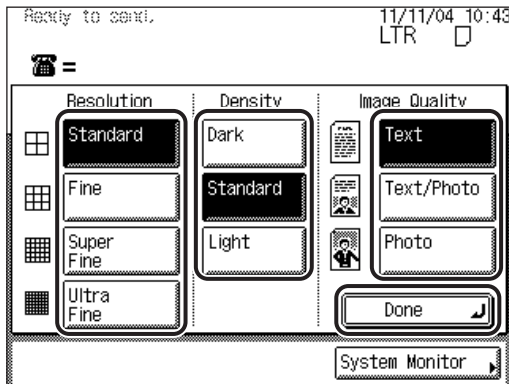 Ready to send.
11/11/04 10:43
LTR
=
Resolution
Density
Image Quality
Standard
Dark
Text
Fine
Standard
Text/Photo
Super
Fine
Light
Photo
Ultra
Fine
Done
System Monitor